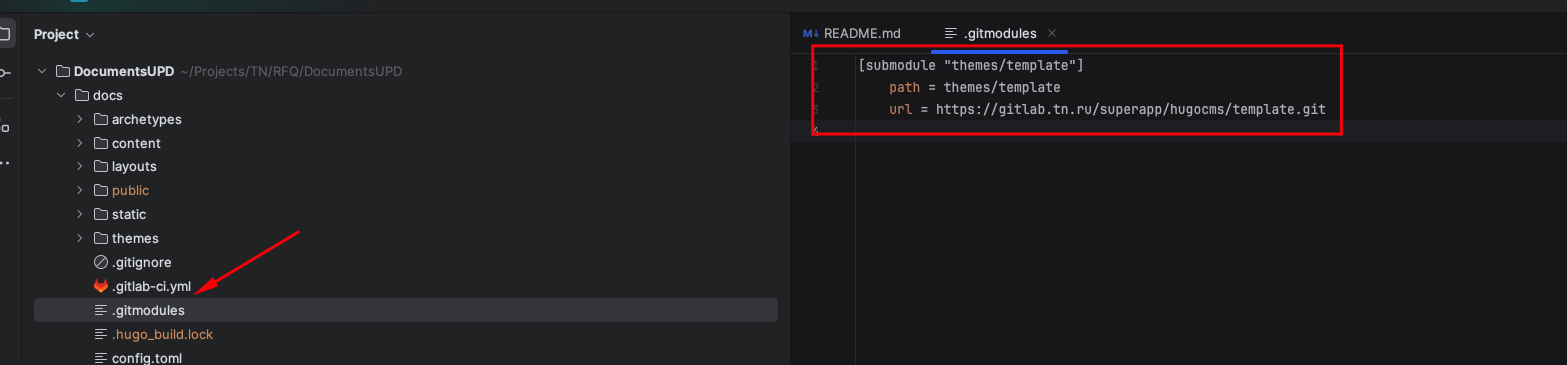 Project
DocumentsUPD ~/Projects/TN/RFQ/DocumentsUPD
docs
archetypes
content
layouts
public
static
themes
.gitignore
.gitlab-ci.yml
.gitmodules
.hugo_build.lock
config.toml
M↓ README.md
.gitmodules
1 [submodule "themes/template"]
2 path = themes/template
3 url = https://gitlab.tn.ru/superapp/hugocms/template.git
4